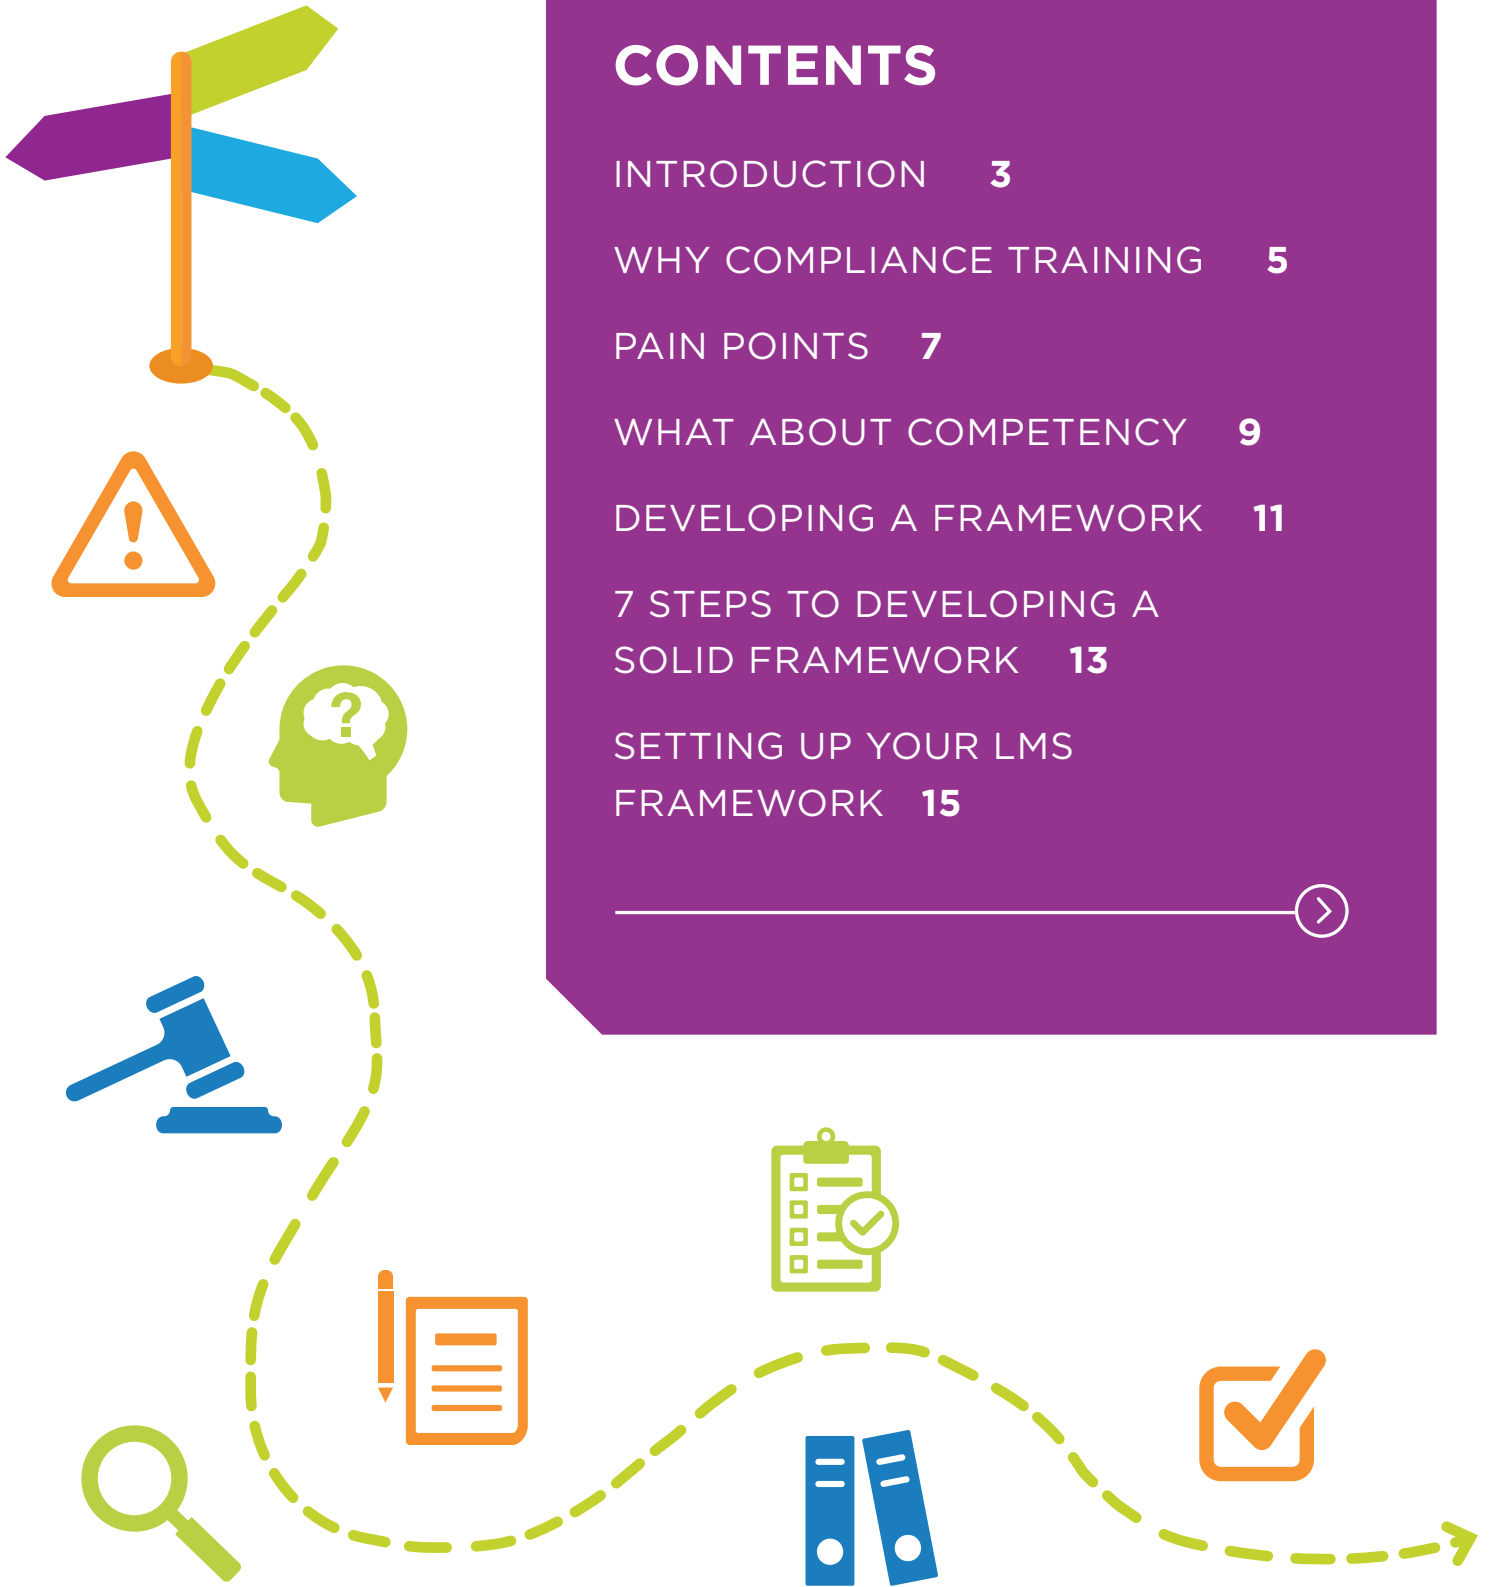 CONTENTS
INTRODUCTION 3
WHY COMPLIANCE TRAINING 5
PAIN POINTS 7
WHAT ABOUT COMPETENCY 9
DEVELOPING A FRAMEWORK 11
7 STEPS TO DEVELOPING A
SOLID FRAMEWORK 13
SETTING UP YOUR LMS
FRAMEWORK 15
!
?